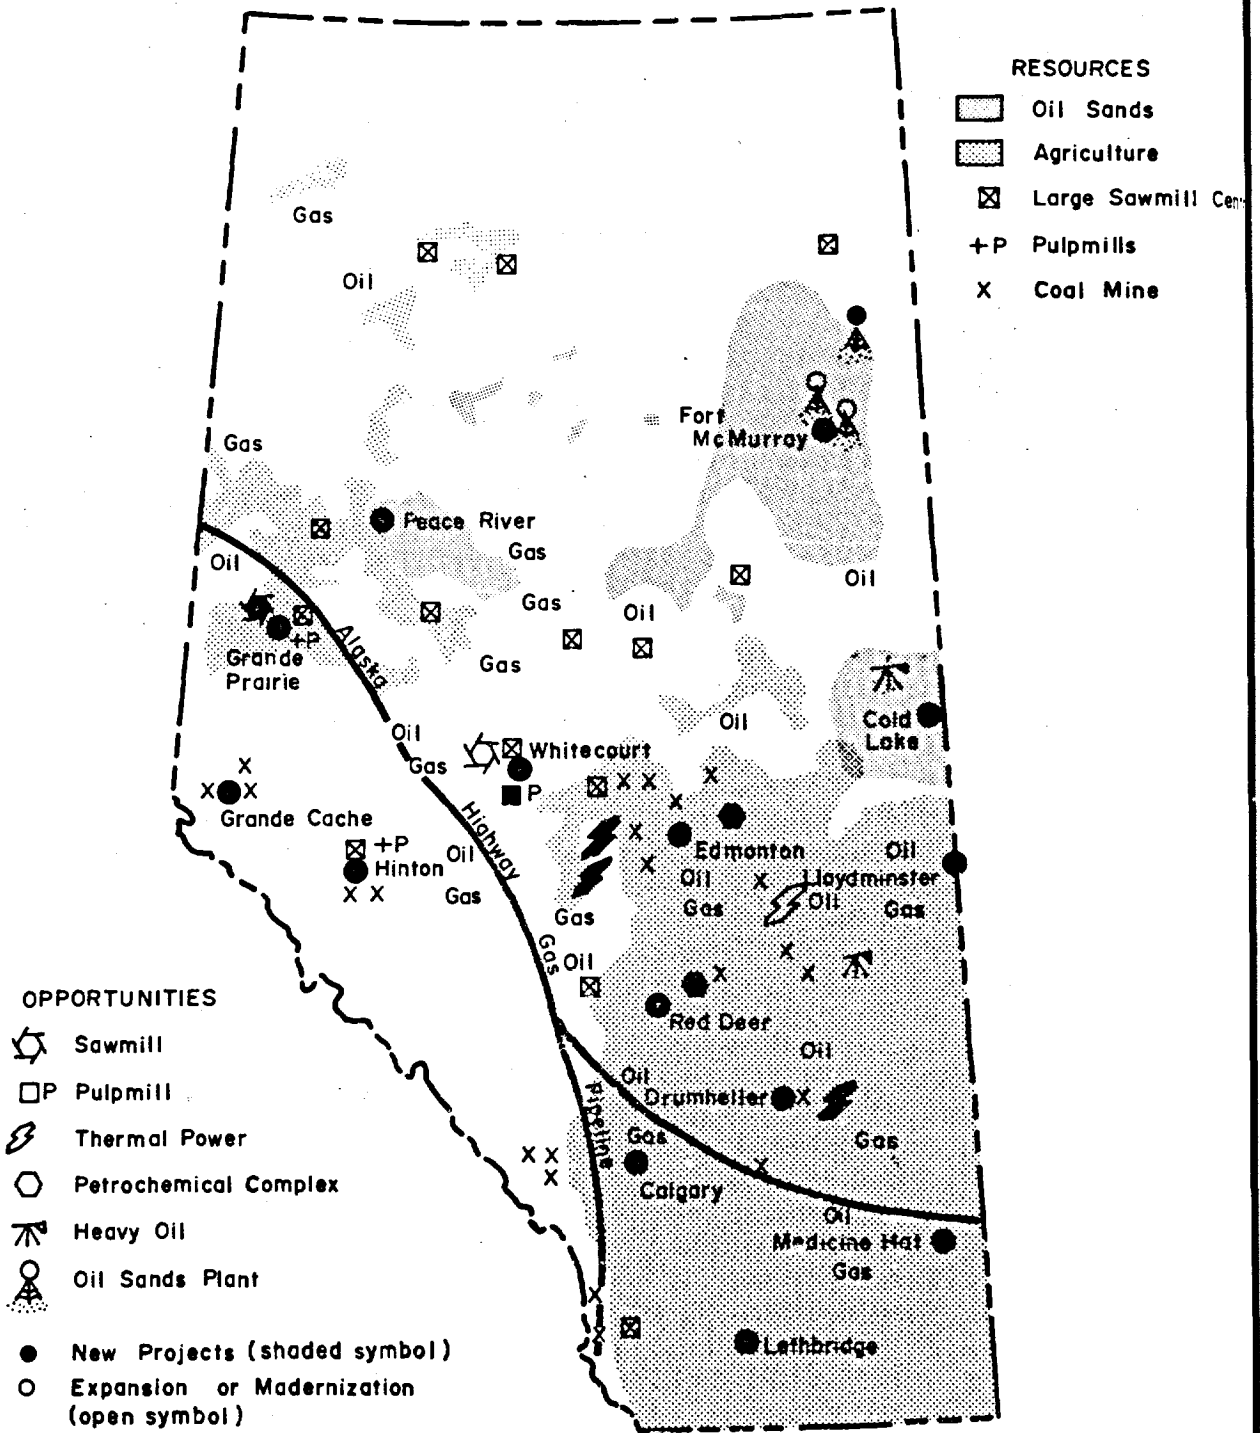 RESOURCES
Oil Sands
Agriculture
Large Sawmill Cen
+P Pulpmills
X Coal Mine
Gas
Oil
Fort
McMurray
Gas
Peace River
Gas
Oil
Oil
Gas
Oil
+P
Alaska
Grande
Prairie
Gas
Oil
Oil
Cold
Lake
Whitecourt
Gas
X
X X X
X X
P
X
Grande Cache
Highway
X
Edmonton
+P
Hinton
Oil
X
Oil
Lloydminster
X X
Gas
Oil
Gas
X
Oil
Gas
Gas
Gas
Oil
X
X X
Red Deer
OPPORTUNITIES
Sawmill
P Pulpmill
Thermal Power
Petrochemical Complex
Heavy Oil
Oil Sands Plant
New Projects (shaded symbol)
Expansion or Madernization
(open symbol)
Oil
Oil
Drumheller X
Pipeline
Gas
Gas
X X
X
X
Calgary
Oil
Medicine Hat
Gas
X
X
Lethbridge